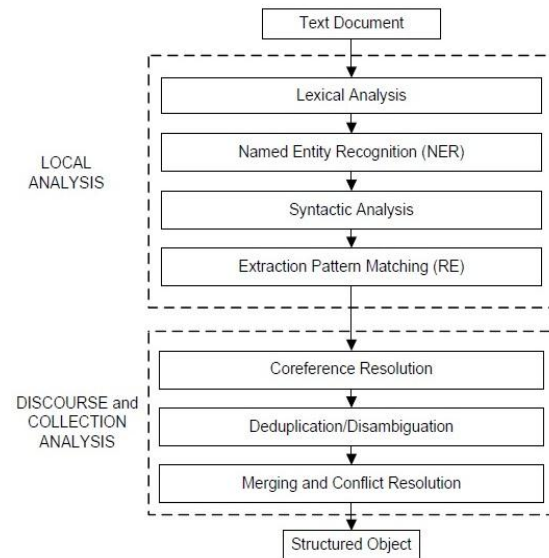 Text Document
LOCAL
ANALYSIS
Lexical Analysis
Named Entity Recognition (NER)
Syntactic Analysis
Extraction Pattern Matching (RE)
DISCOURSE and
COLLECTION
ANALYSIS
Coreference Resolution
Deduplication/Disambiguation
Merging and Conflict Resolution
Structured Object